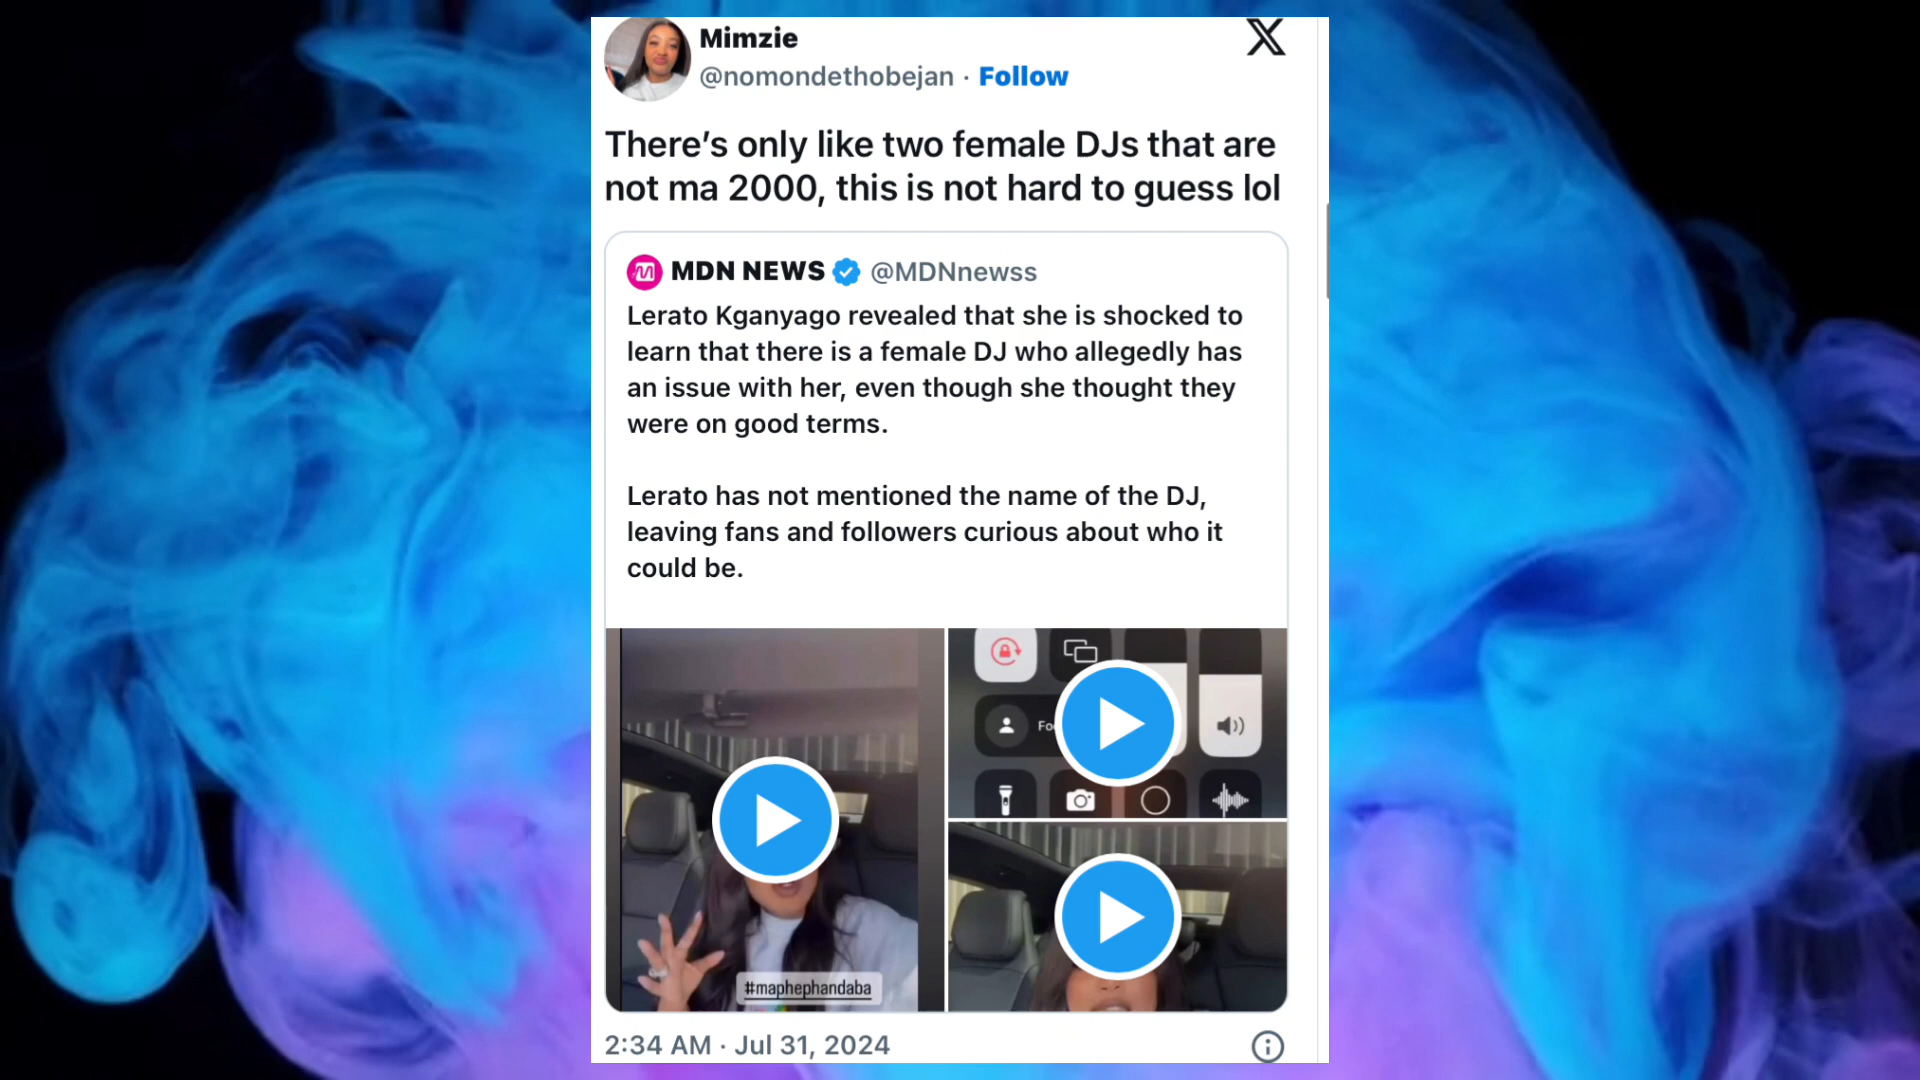 Mimzie
@nomondethobejan · Follow
There's only like two female DJs that are
not ma 2000, this is not hard to guess lol
MDN NEWS @MDNnewss
Lerato Kganyago revealed that she is shocked to
learn that there is a female DJ who allegedly has
an issue with her, even though she thought they
were on good terms.
Lerato has not mentioned the name of the DJ,
leaving fans and followers curious about who it
could be.
#maphephandaba
2:34 AM · Jul 31, 2024